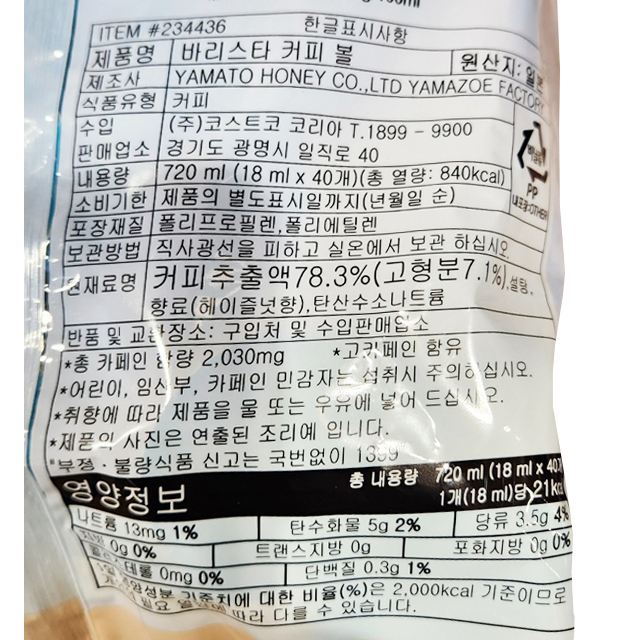 ITEM #234436 한글표시사항
제품명 바리스타 커피 볼 원산지: 일본
제조사 YAMATO HONEY CO.,LTD YAMAZOE FACTORY
식품유형 커피
수입 (주)코스트코 코리아 T.1899 - 9900
판매업소 경기도 광명시 일직로 40
내용량 720 ml (18 ml x 40개)(총 열량: 840kcal)
소비기한 제품의 별도표시일까지(년월일 순)
PP
내포장:OTHER
포장재질 폴리프로필렌,폴리에틸렌
보관방법 직사광선을 피하고 실온에서 보관 하십시오.
원재료명 커피추출액78.3%(고형분7.1%),설탕,
향료(헤이즐넛향),탄산수소나트륨
반품 및 교환장소: 구입처 및 수입판매업소
*총 카페인 함량 2,030mg *고카페인 함유
*어린이, 임산부, 카페인 민감자는 섭취시 주의하십시오.
*취향에 따라 제품을 물 또는 우유에 넣어 드십시오.
*제품의 사진은 연출된 조리예 입니다.
*부정·불량식품 신고는 국번없이 1399
영양정보 총 내용량 720 ml (18 ml x 40개)
1개(18 ml)당 21kcal
나트륨 13mg 1% 탄수화물 5g 2% 당류 3.5g 4%
지방 0g 0% 트랜스지방 0g 포화지방 0g 0%
콜레스테롤 0mg 0% 단백질 0.3g 1%
1일 영양성분 기준치에 대한 비율(%)은 2,000kcal 기준이므로
개인의 필요 열량에 따라 다를 수 있습니다.